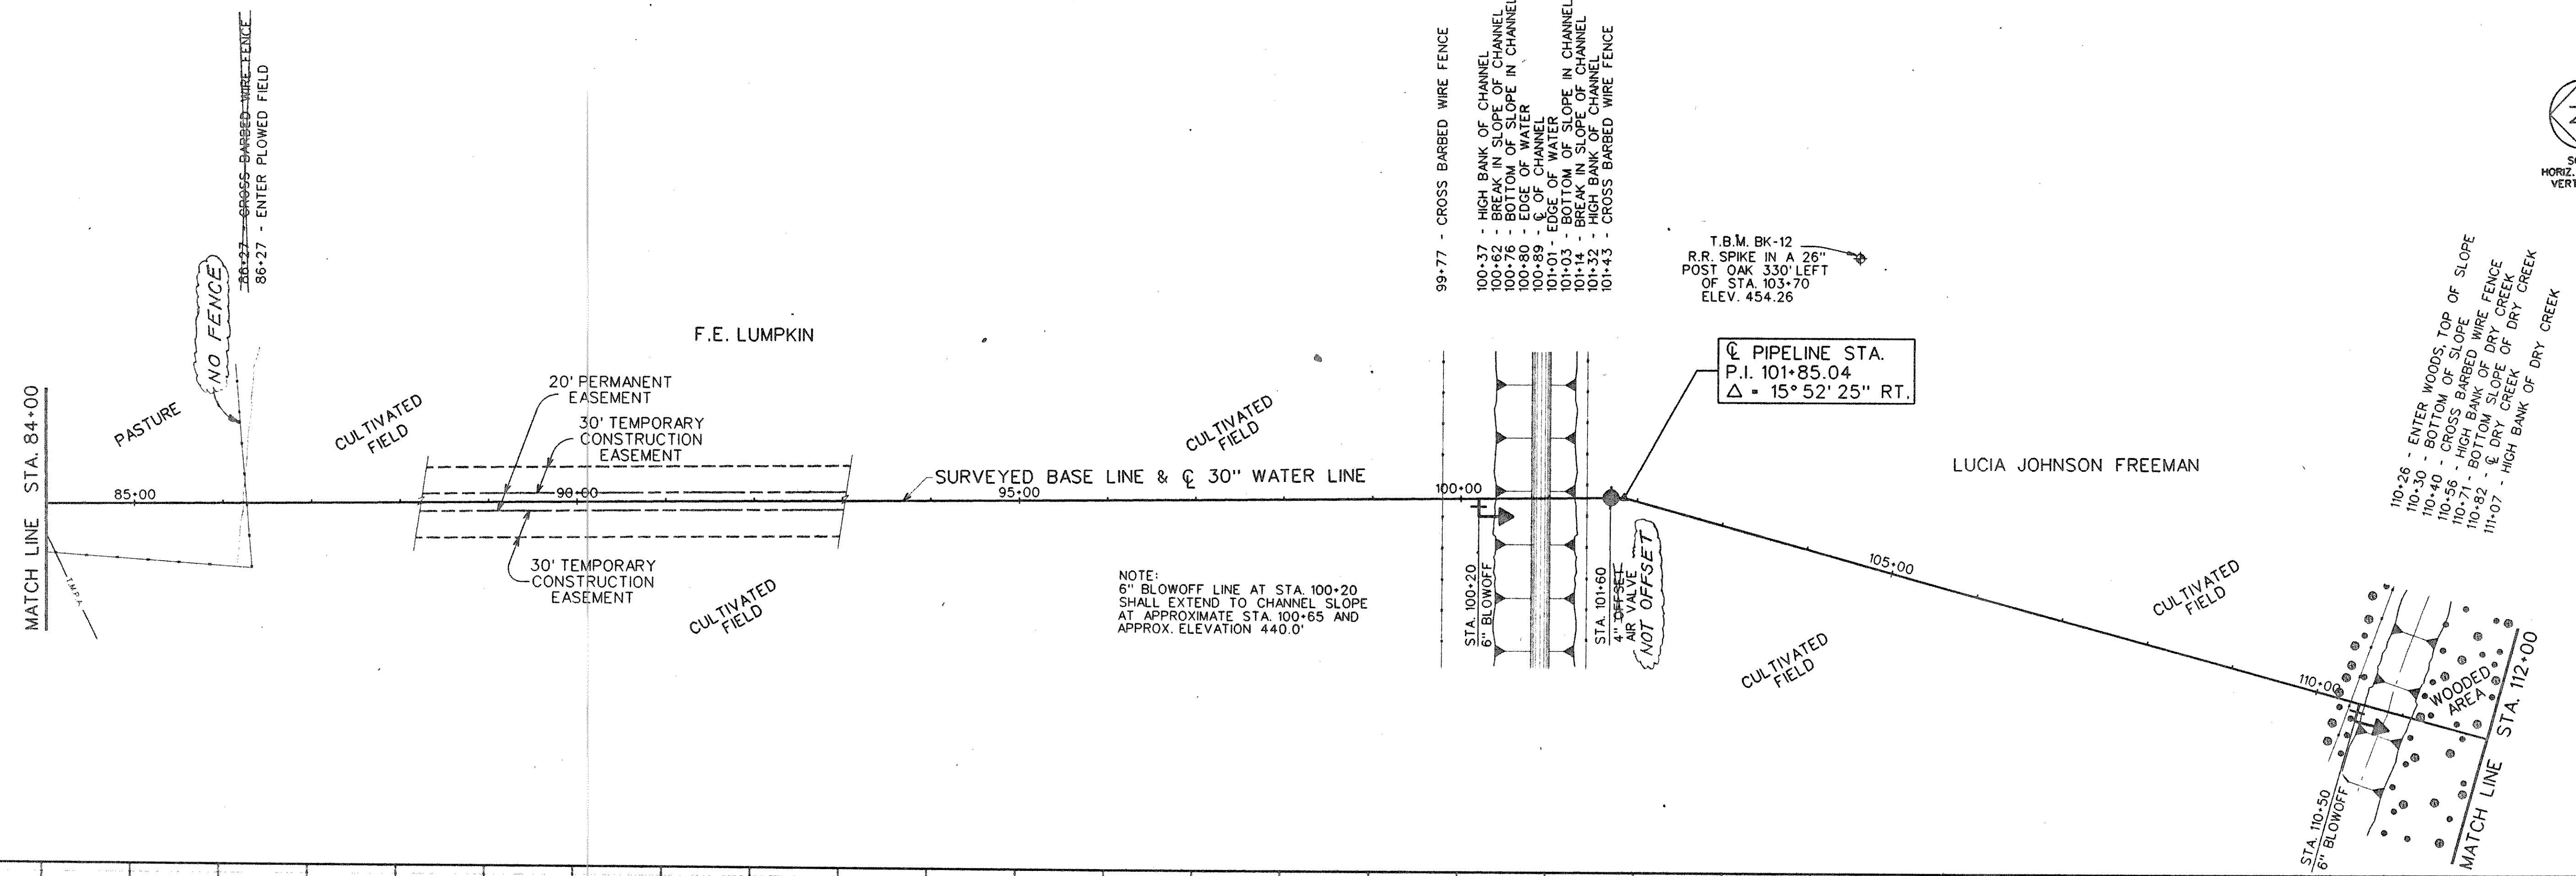 86+27 - CROSS BARBED WIRE FENCE
86+27 - ENTER PLOWED FIELD
NO FENCE
MATCH LINE STA. 84+00
PASTURE
85+00
T.M.P.A.
CULTIVATED
FIELD
F.E. LUMPKIN
20' PERMANENT
EASEMENT
30' TEMPORARY
CONSTRUCTION
EASEMENT
90+00
30' TEMPORARY
CONSTRUCTION
EASEMENT
CULTIVATED
FIELD
SURVEYED BASE LINE & ℄ 30" WATER LINE
95+00
CULTIVATED
FIELD
NOTE:
6" BLOWOFF LINE AT STA. 100+20
SHALL EXTEND TO CHANNEL SLOPE
AT APPROXIMATE STA. 100+65 AND
APPROX. ELEVATION 440.0'
99+77 - CROSS BARBED WIRE FENCE
100+37 - HIGH BANK OF CHANNEL
100+62 - BREAK IN SLOPE OF CHANNEL
100+76 - BOTTOM OF SLOPE IN CHANNEL
100+80 - EDGE OF WATER
100+89 - ℄ OF CHANNEL
101+01 - EDGE OF WATER
101+03 - BOTTOM OF SLOPE IN CHANNEL
101+14 - BREAK IN SLOPE OF CHANNEL
101+32 - HIGH BANK OF CHANNEL
101+43 - CROSS BARBED WIRE FENCE
100+00
STA. 100+20
6" BLOWOFF
STA. 101+60
4" OFFSET
AIR VALVE
NOT OFFSET
T.B.M. BK-12
R.R. SPIKE IN A 26"
POST OAK 330' LEFT
OF STA. 103+70
ELEV. 454.26
℄ PIPELINE STA.
P.I. 101+85.04
Δ = 15° 52' 25" RT.
LUCIA JOHNSON FREEMAN
105+00
CULTIVATED
FIELD
CULTIVATED
FIELD
110+26 - ENTER WOODS, TOP OF SLOPE
110+30 - BOTTOM OF SLOPE
110+40 - CROSS BARBED WIRE FENCE
110+56 - HIGH BANK OF DRY CREEK
110+71 - BOTTOM SLOPE OF DRY CREEK
110+82 - ℄ DRY CREEK
111+07 - HIGH BANK OF DRY CREEK
110+00
WOODED
AREA
STA. 110+50
6" BLOWOFF
MATCH LINE STA. 112+00
HORIZ.